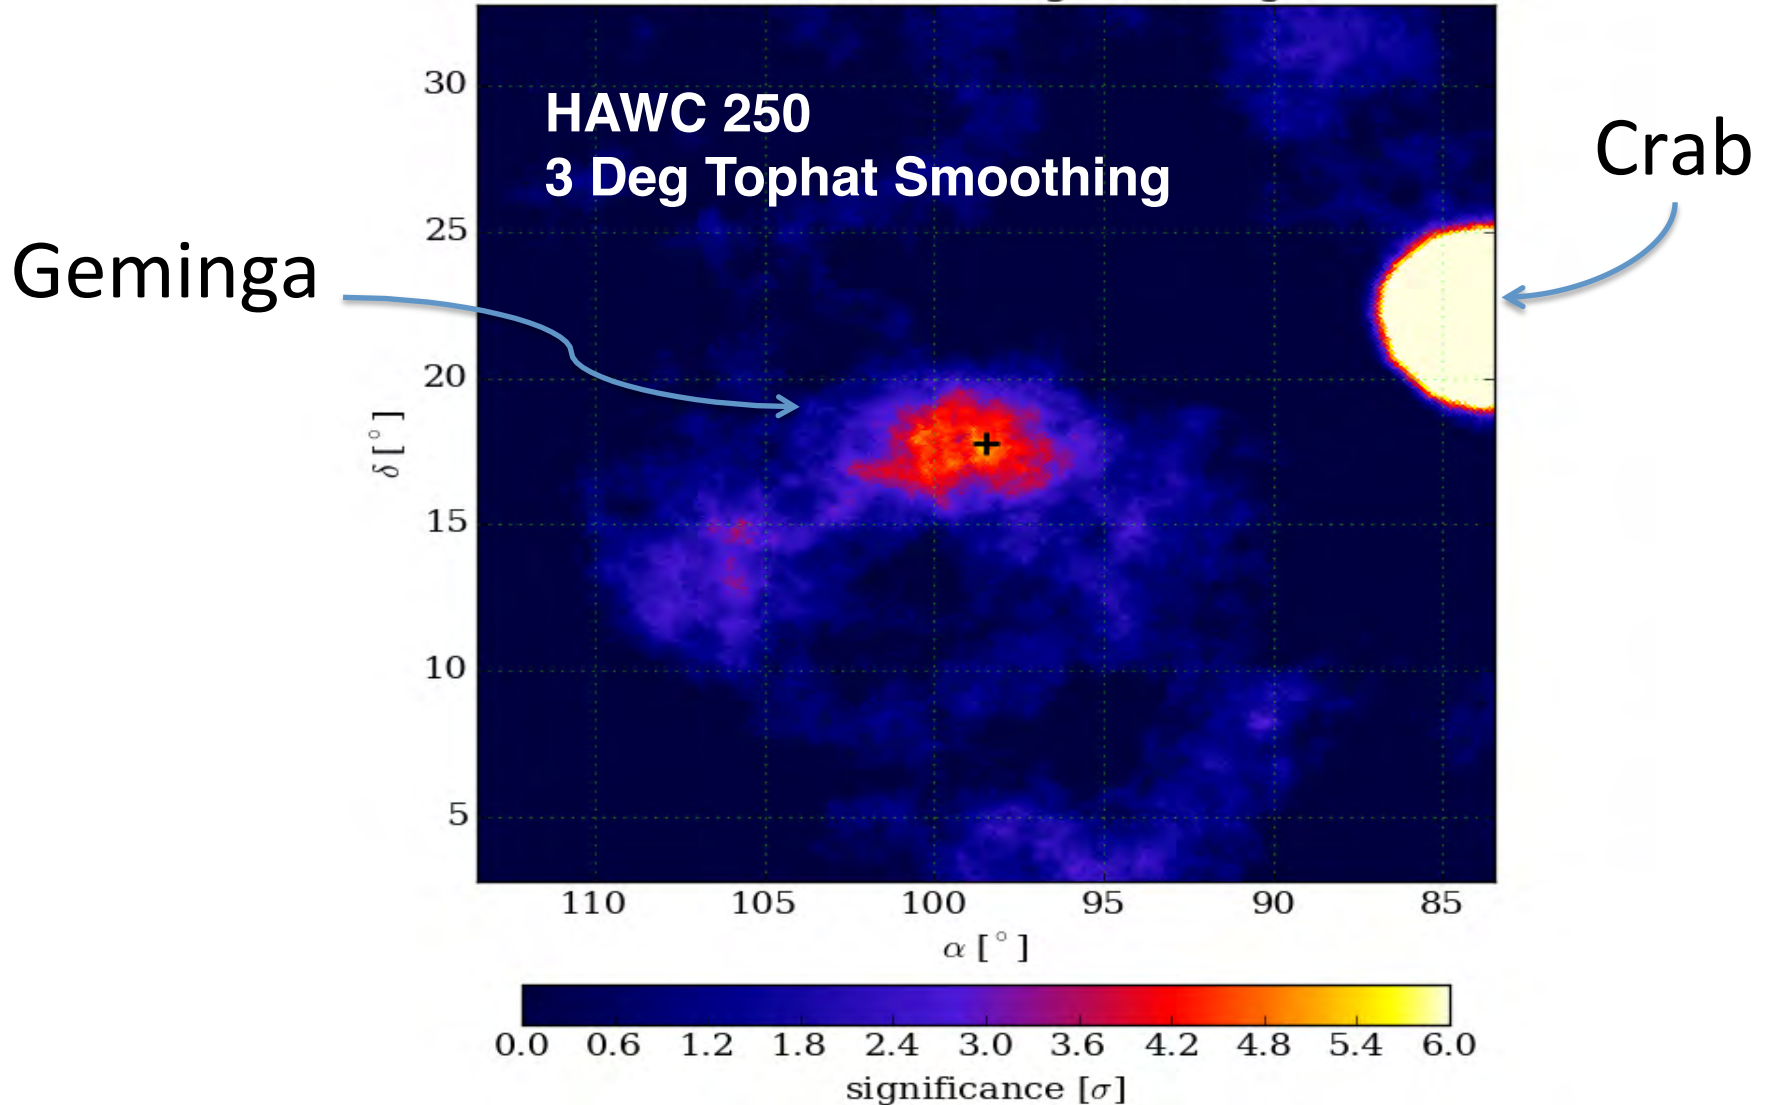 HAWC 250
3 Deg Tophat Smoothing
Crab
Geminga
30
25
20
15
10
5
δ [°]
110 105 100 95 90 85
α [°]
0.0 0.6 1.2 1.8 2.4 3.0 3.6 4.2 4.8 5.4 6.0
significance [σ]